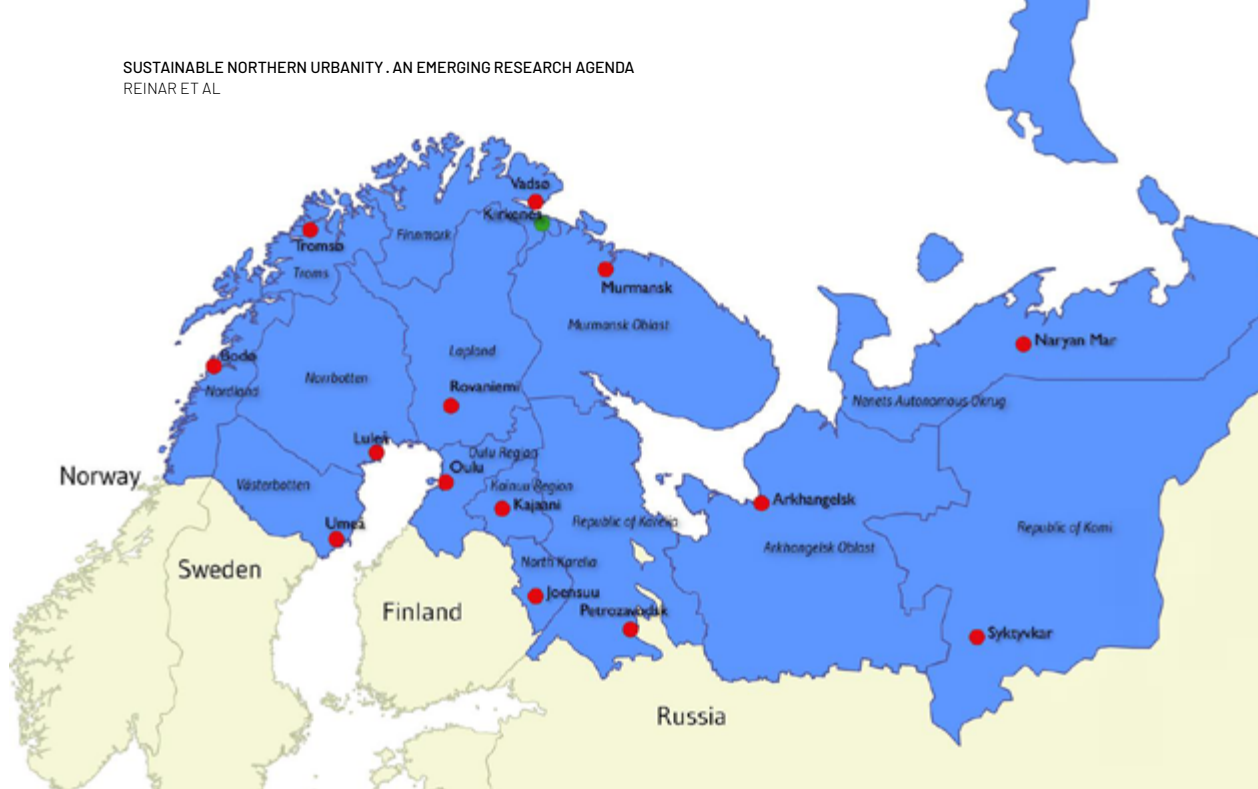 SUSTAINABLE NORTHERN URBANITY . AN EMERGING RESEARCH AGENDA
REINAR ET AL
Vadsø
Kirkenes
Tromsø
Finnmark
Troms
Murmansk
Murmansk Oblast
Naryan Mar
Bodø
Lapland
Norrbotten
Nordland
Rovaniemi
Nenets Autonomous Okrug
Luleå
Oulu Region
Oulu
Norway
Västerbotten
Kainuu Region
Kajaani
Arkhangelsk
Umeå
Republic of Karelia
Republic of Komi
Arkhangelsk Oblast
North Karelia
Sweden
Joensuu
Finland
Petrozavodsk
Syktyvkar
Russia